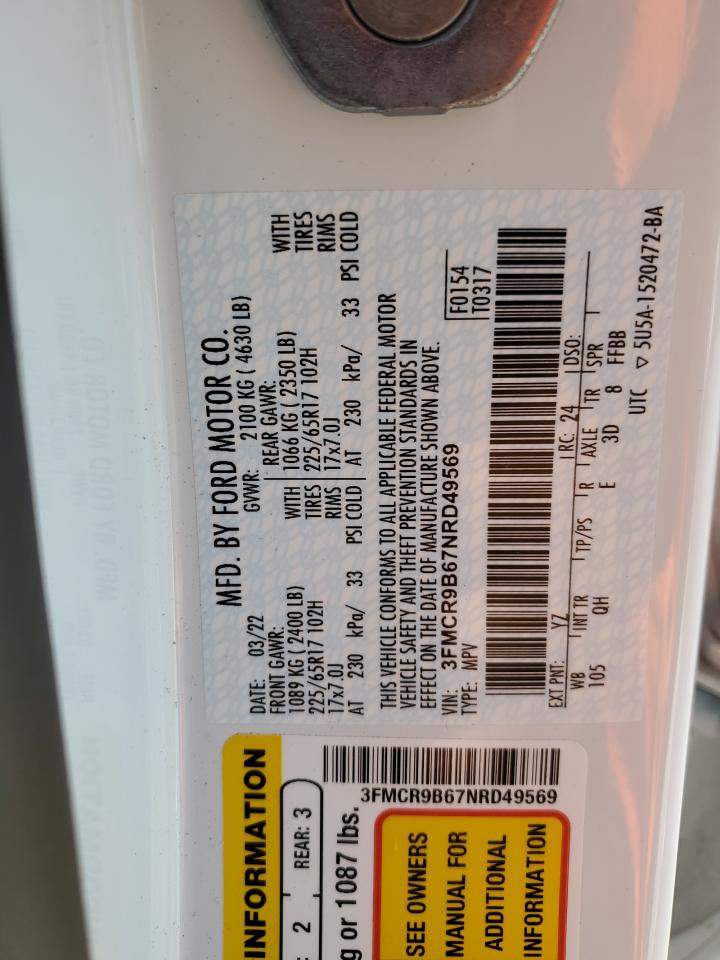 MFD. BY FORD MOTOR CO.
DATE: 03/22 GVWR: 2100 KG ( 4630 LB)
FRONT GAWR: REAR GAWR:
1089 KG ( 2400 LB) WITH 1066 KG ( 2350 LB) WITH
225/65R17 102H TIRES 225/65R17 102H TIRES
17x7.0J RIMS 17x7.0J RIMS
AT 230 kPa/ 33 PSI COLD AT 230 kPa/ 33 PSI COLD
THIS VEHICLE CONFORMS TO ALL APPLICABLE FEDERAL MOTOR
VEHICLE SAFETY AND THEFT PREVENTION STANDARDS IN
EFFECT ON THE DATE OF MANUFACTURE SHOWN ABOVE.
VIN: 3FMCR9B67NRD49569 F0154
TYPE: MPV T0317
EXT PNT: YZ RC: 24 DSO:
WB INT TR TP/PS R AXLE TR SPR
105 QH E 3D 8 FFBB
UTC ▽ 5U5A-1520472-BA
INFORMATION
: 2 REAR: 3
g or 1087 lbs.
3FMCR9B67NRD49569
SEE OWNERS
MANUAL FOR
ADDITIONAL
INFORMATION